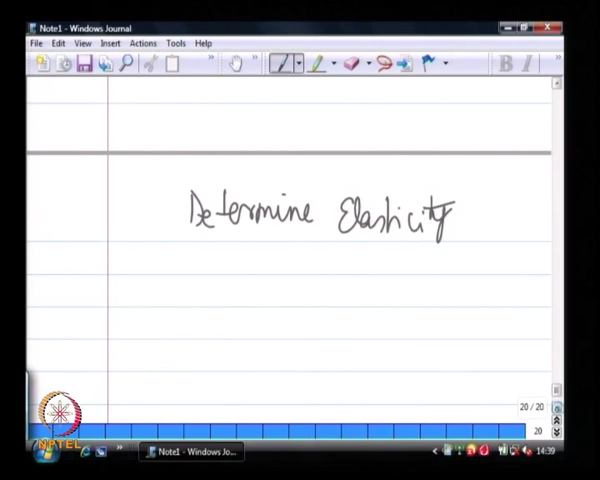 Note1 - Windows Journal
File Edit View Insert Actions Tools Help
B I
Determine Elasticity
20 / 20
20
NPTEL
Note1 - Windows Jo...
14:39